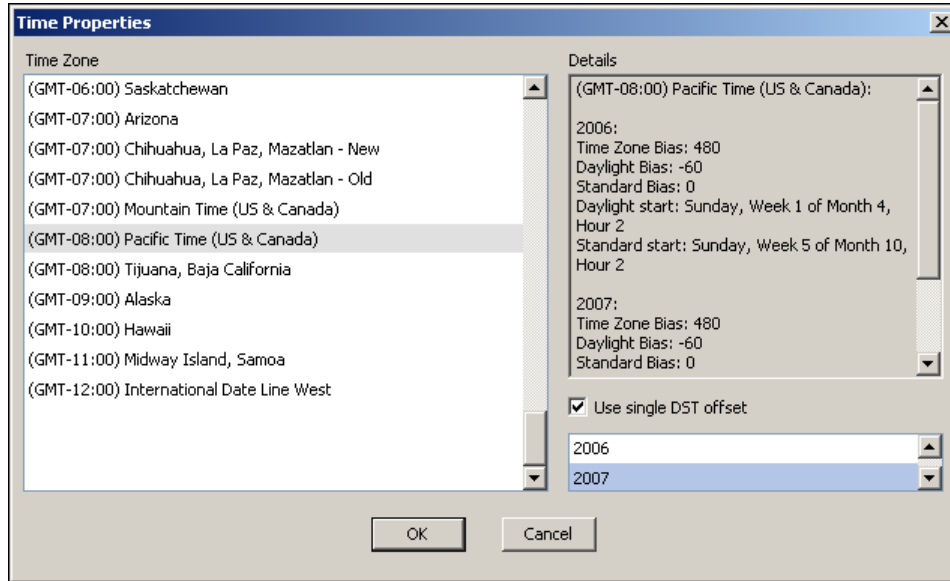 Time Properties
Time Zone
(GMT-06:00) Saskatchewan
(GMT-07:00) Arizona
(GMT-07:00) Chihuahua, La Paz, Mazatlan - New
(GMT-07:00) Chihuahua, La Paz, Mazatlan - Old
(GMT-07:00) Mountain Time (US & Canada)
(GMT-08:00) Pacific Time (US & Canada)
(GMT-08:00) Tijuana, Baja California
(GMT-09:00) Alaska
(GMT-10:00) Hawaii
(GMT-11:00) Midway Island, Samoa
(GMT-12:00) International Date Line West
Details
(GMT-08:00) Pacific Time (US & Canada):
2006:
Time Zone Bias: 480
Daylight Bias: -60
Standard Bias: 0
Daylight start: Sunday, Week 1 of Month 4,
Hour 2
Standard start: Sunday, Week 5 of Month 10,
Hour 2
2007:
Time Zone Bias: 480
Daylight Bias: -60
Standard Bias: 0
Use single DST offset
2006
2007
OK
Cancel